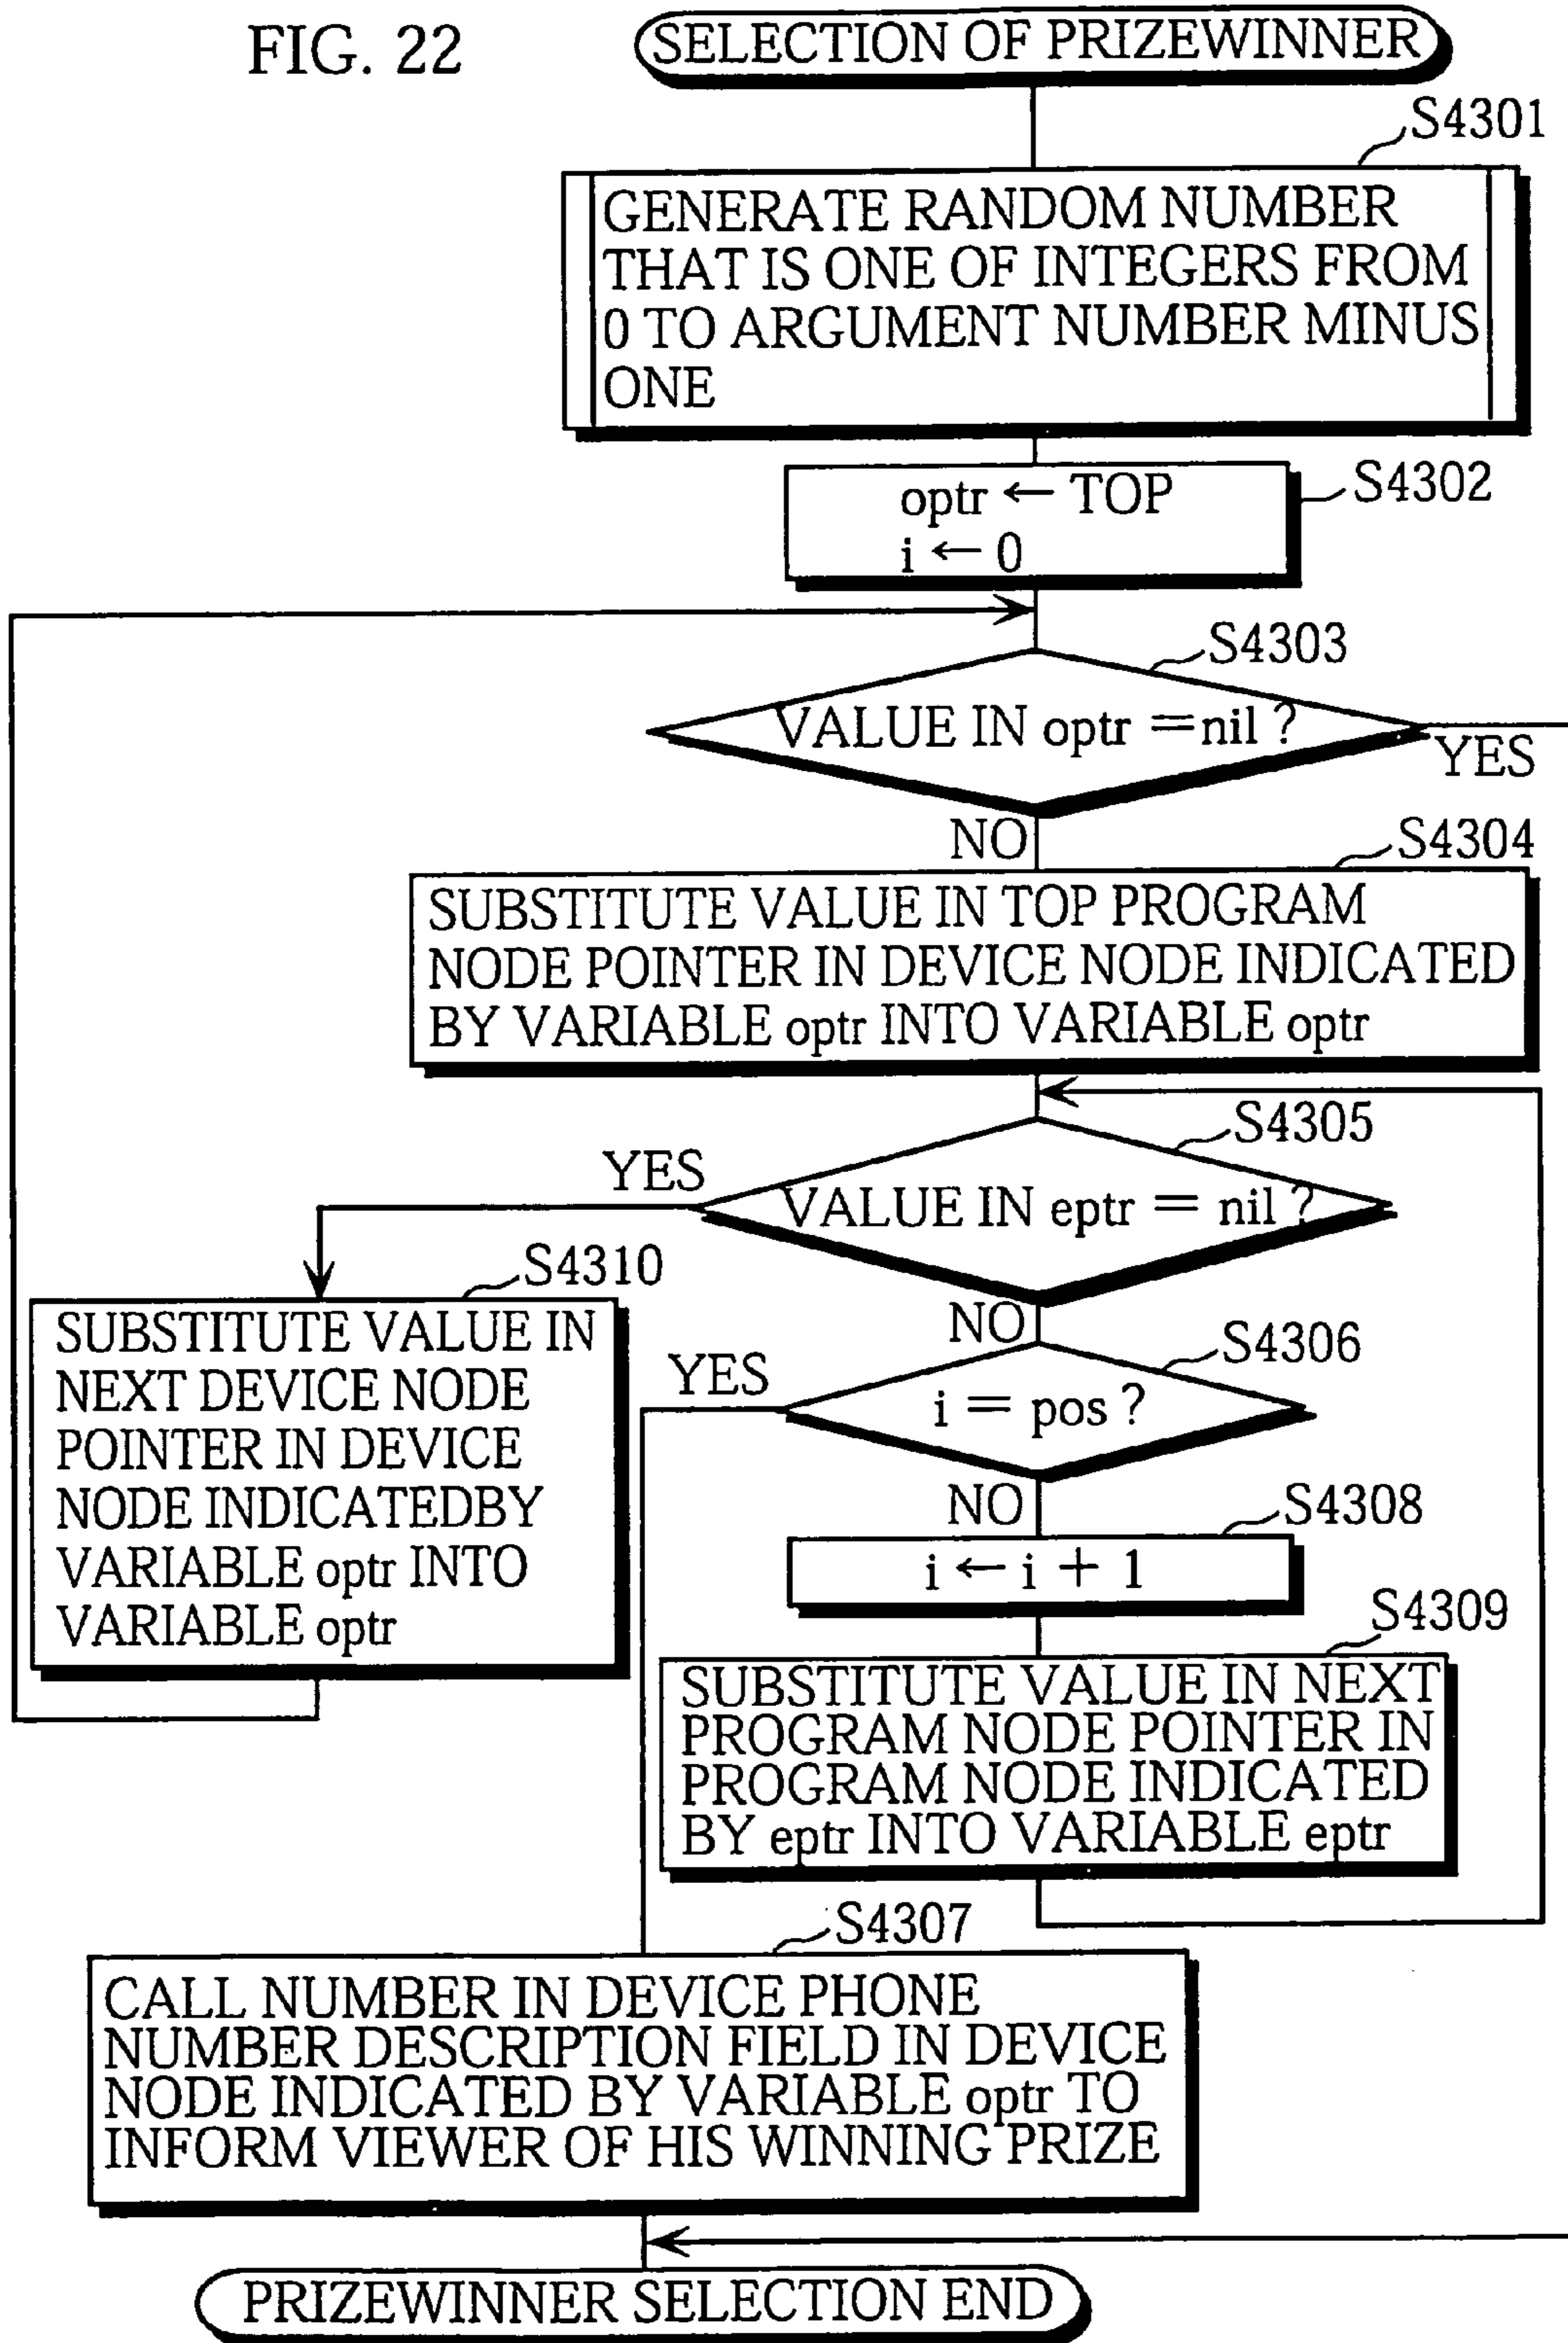 FIG. 22
SELECTION OF PRIZEWINNER
S4301
GENERATE RANDOM NUMBER
THAT IS ONE OF INTEGERS FROM
0 TO ARGUMENT NUMBER MINUS
ONE
S4302
optr ← TOP
i ← 0
S4303
VALUE IN optr =nil ?
YES
NO
S4304
SUBSTITUTE VALUE IN TOP PROGRAM
NODE POINTER IN DEVICE NODE INDICATED
BY VARIABLE optr INTO VARIABLE optr
S4305
YES
VALUE IN eptr = nil ?
S4310
SUBSTITUTE VALUE IN
NEXT DEVICE NODE
POINTER IN DEVICE
NODE INDICATEDBY
VARIABLE optr INTO
VARIABLE optr
NO
S4306
YES
i = pos ?
NO
S4308
i ← i + 1
S4309
SUBSTITUTE VALUE IN NEXT
PROGRAM NODE POINTER IN
PROGRAM NODE INDICATED
BY eptr INTO VARIABLE eptr
S4307
CALL NUMBER IN DEVICE PHONE
NUMBER DESCRIPTION FIELD IN DEVICE
NODE INDICATED BY VARIABLE optr TO
INFORM VIEWER OF HIS WINNING PRIZE
PRIZEWINNER SELECTION END